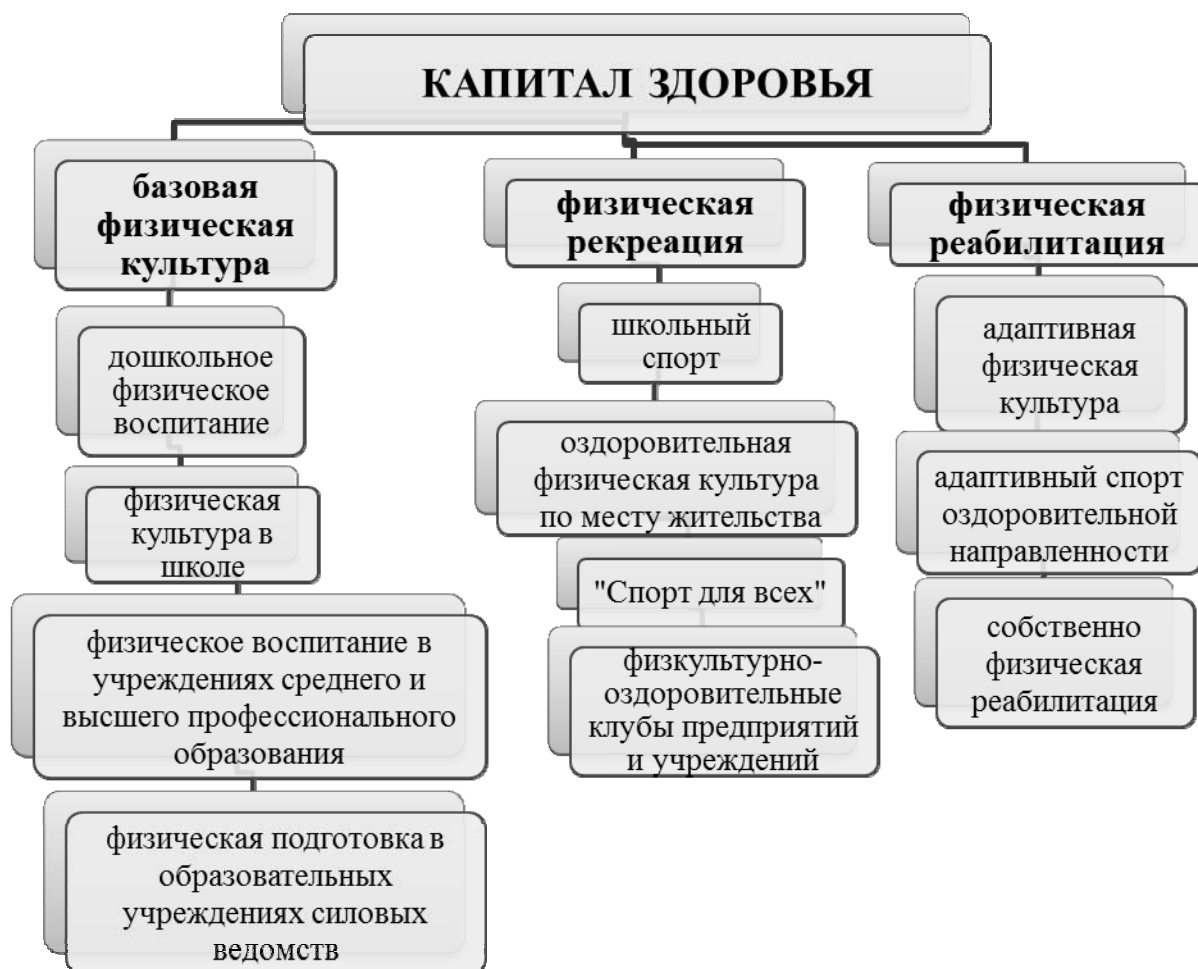 КАПИТАЛ ЗДОРОВЬЯ
базовая
физическая
культура
дошкольное
физическое
воспитание
физическая
культура в
школе
физическое воспитание в
учреждениях среднего и
высшего профессионального
образования
физическая подготовка в
образовательных
учреждениях силовых
ведомств
физическая
рекреация
школьный
спорт
оздоровительная
физическая культура
по месту жительства
"Спорт для всех"
физкультурно-
оздоровительные
клубы предприятий
и учреждений
физическая
реабилитация
адаптивная
физическая
культура
адаптивный спорт
оздоровительной
направленности
собственно
физическая
реабилитация